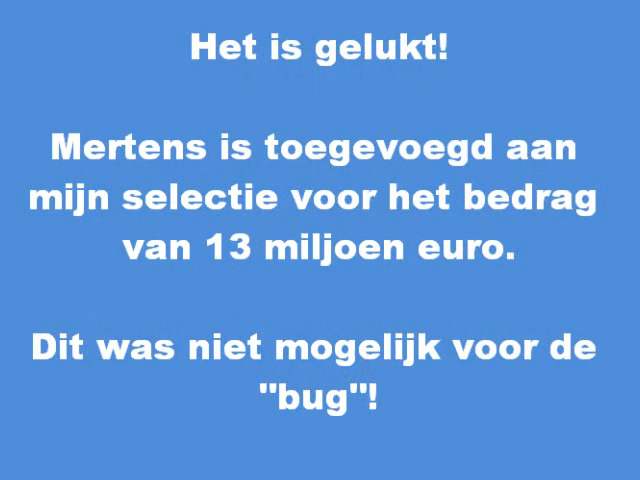 Het is gelukt!
Mertens is toegevoegd aan
mijn selectie voor het bedrag
van 13 miljoen euro.
Dit was niet mogelijk voor de
"bug"!